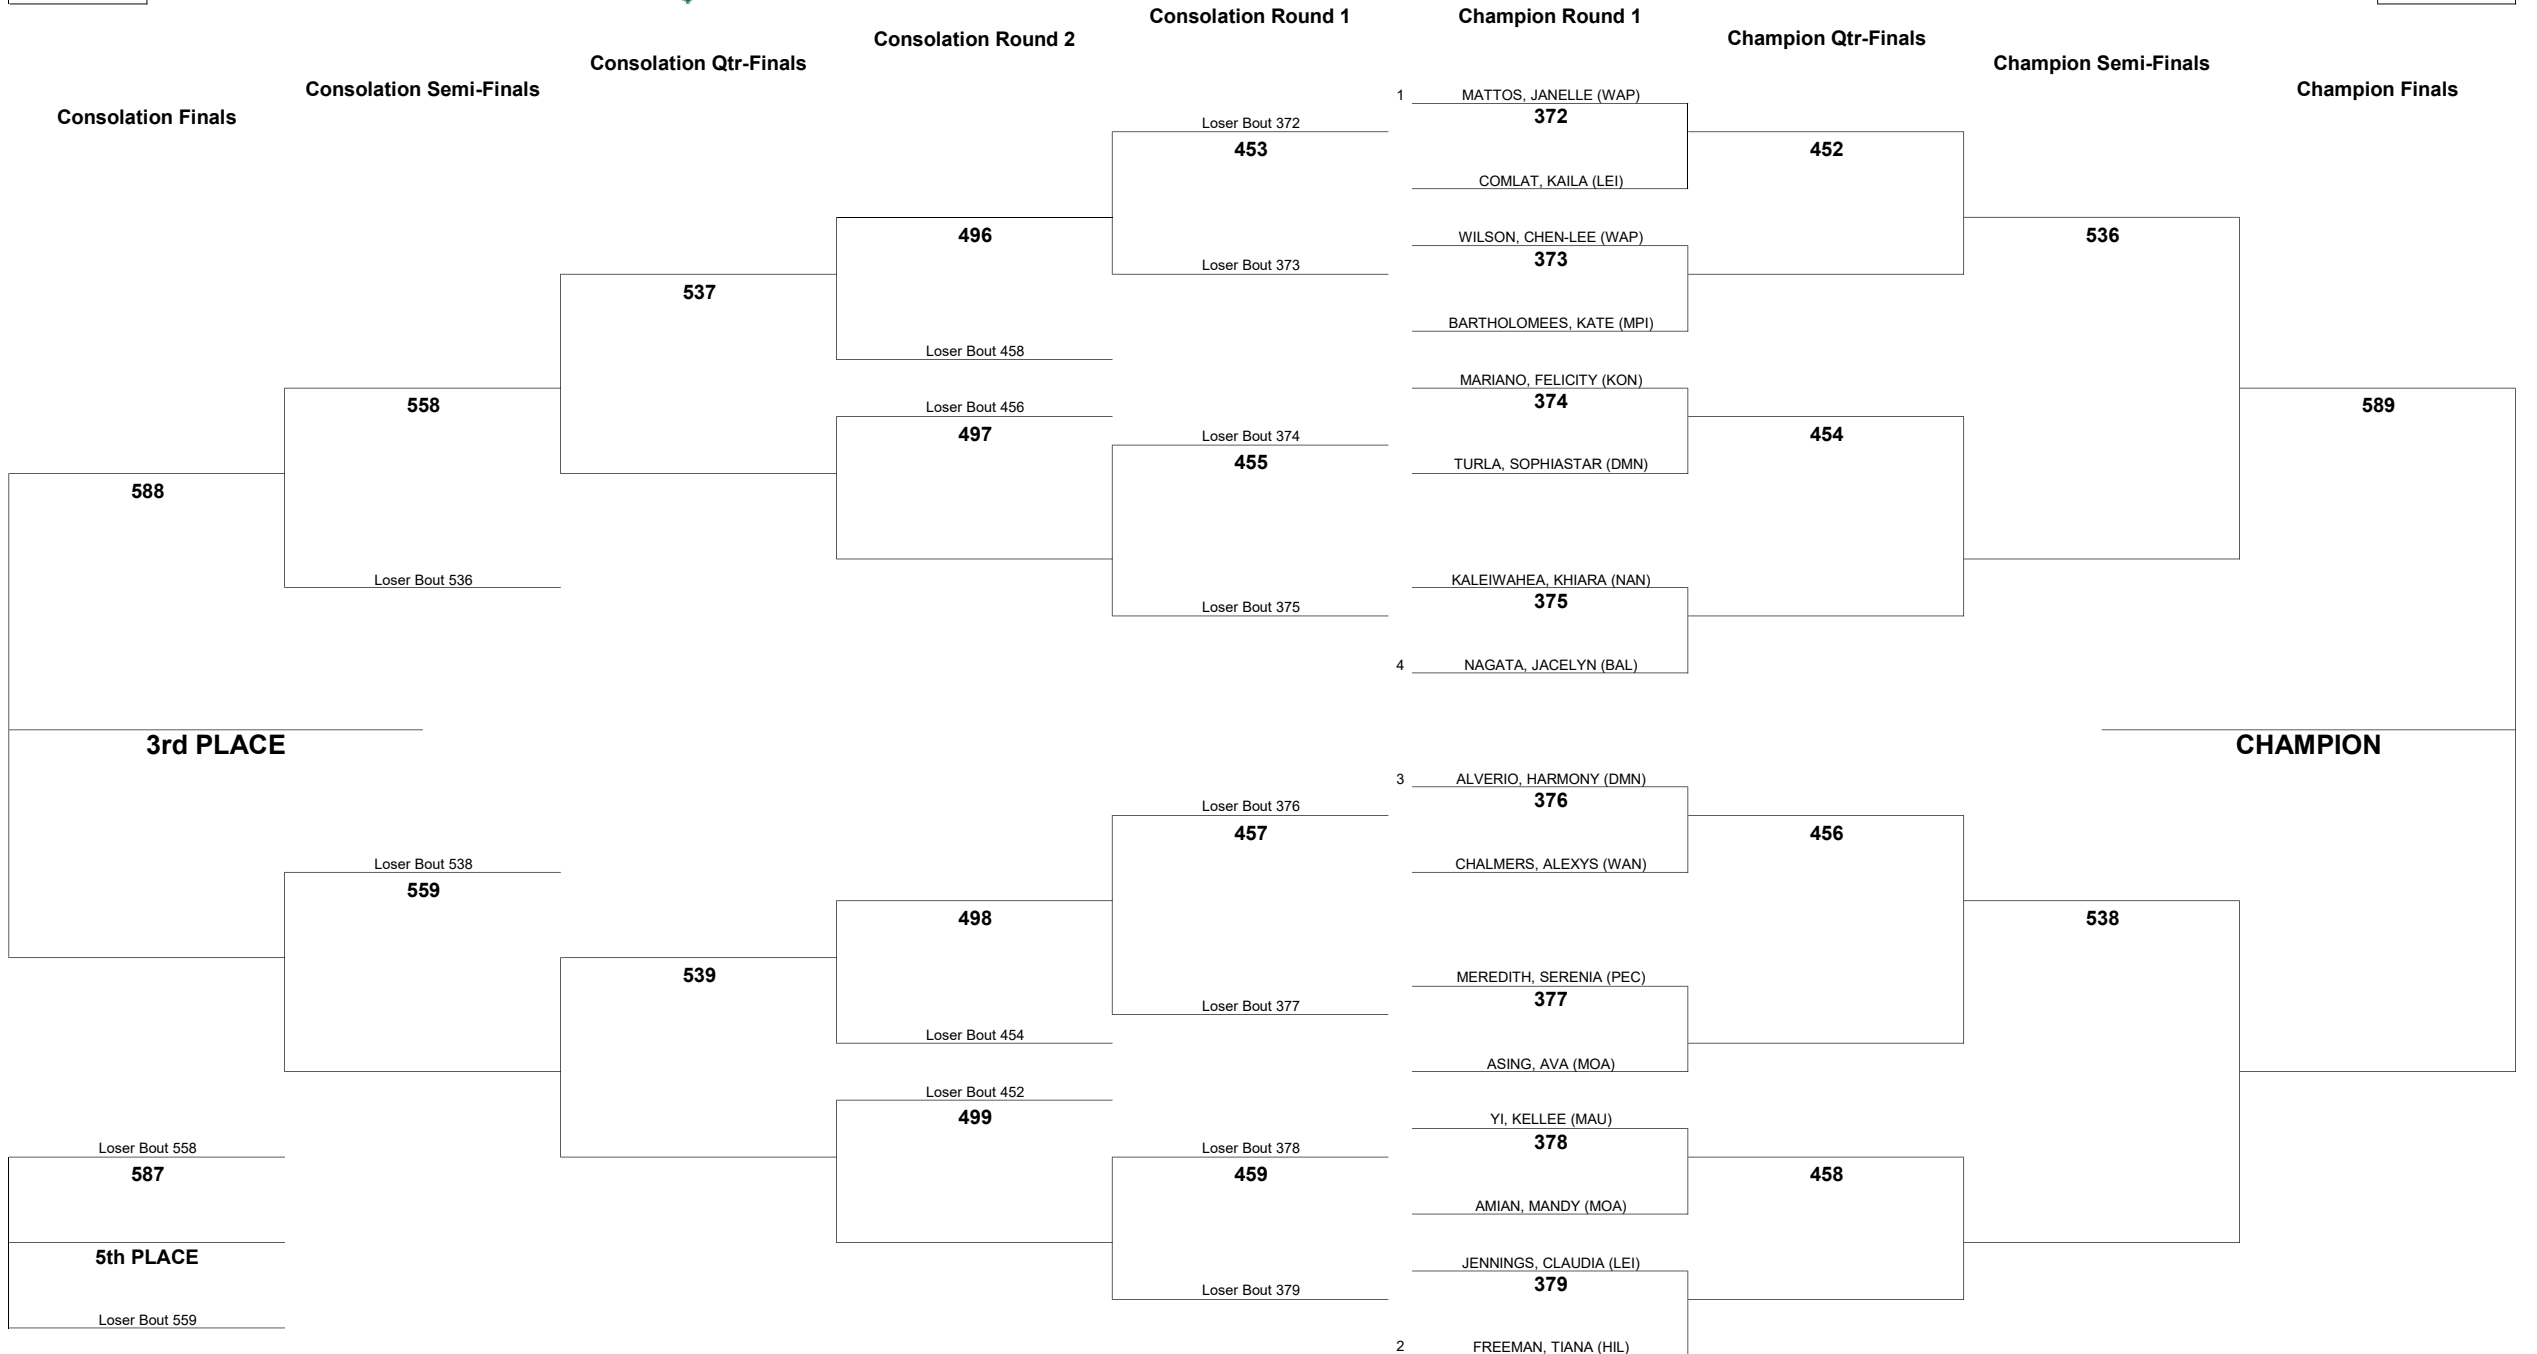 Consolation Round 1
Champion Round 1
Consolation Round 2
Champion Qtr-Finals
Consolation Qtr-Finals
Champion Semi-Finals
Consolation Semi-Finals
Champion Finals
Consolation Finals
1 MATTOS, JANELLE (WAP)
372
Loser Bout 372
453
452
COMLAT, KAILA (LEI)
496
536
WILSON, CHEN-LEE (WAP)
373
Loser Bout 373
537
BARTHOLOMEES, KATE (MPI)
Loser Bout 458
MARIANO, FELICITY (KON)
374
558
589
Loser Bout 456
497
Loser Bout 374
454
455
TURLA, SOPHIASTAR (DMN)
588
Loser Bout 536
KALEIWAHEA, KHIARA (NAN)
375
Loser Bout 375
4 NAGATA, JACELYN (BAL)
3rd PLACE
CHAMPION
3 ALVERIO, HARMONY (DMN)
376
Loser Bout 376
457
456
Loser Bout 538
559
CHALMERS, ALEXYS (WAN)
498
538
539
MEREDITH, SERENIA (PEC)
377
Loser Bout 377
Loser Bout 454
ASING, AVA (MOA)
Loser Bout 452
499
YI, KELLEE (MAU)
378
Loser Bout 558
587
Loser Bout 378
459
458
AMIAN, MANDY (MOA)
5th PLACE
JENNINGS, CLAUDIA (LEI)
379
Loser Bout 379
Loser Bout 559
2 FREEMAN, TIANA (HIL)